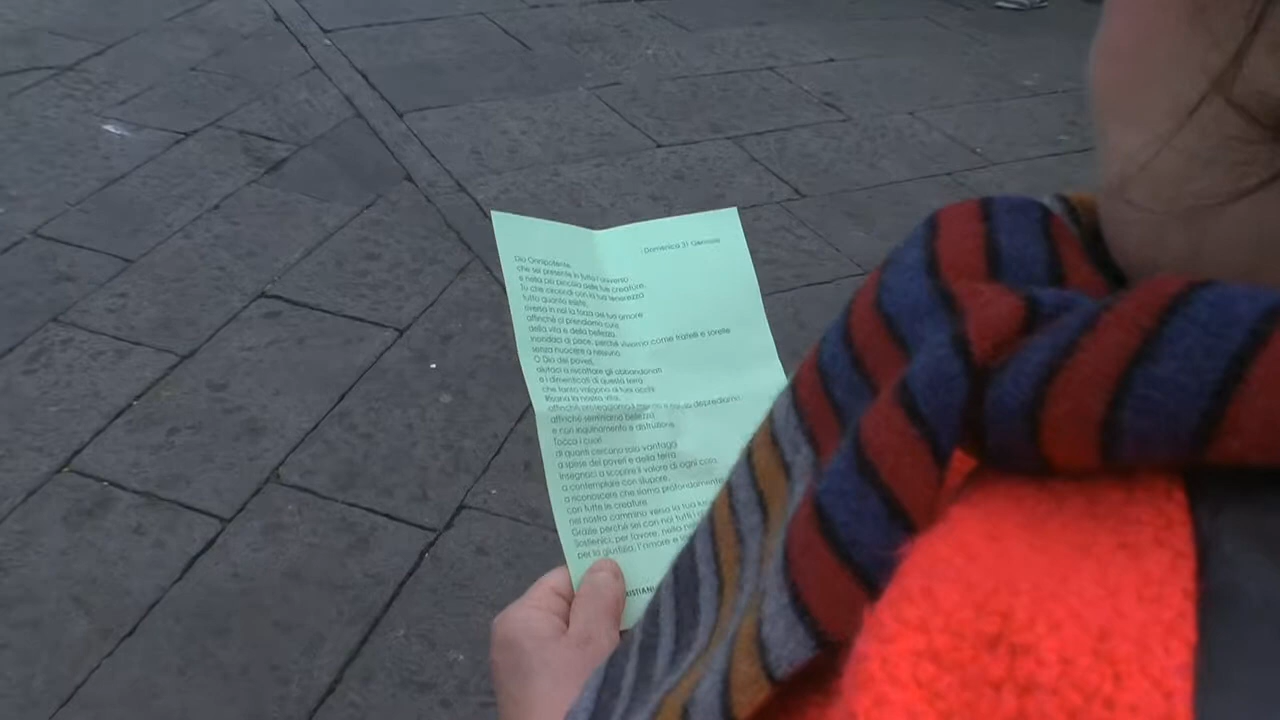 Domenica 31 Gennaio
Dio Onnipotente,
che sei presente in tutto l'universo
e nella più piccola delle tue creature,
Tu che circondi con la tua tenerezza
tutto quanto esiste,
riversa in noi la forza del tuo amore
affinché ci prendiamo cura
della vita e della bellezza.
Inondaci di pace, perché viviamo come fratelli e sorelle
senza nuocere a nessuno.
O Dio dei poveri,
aiutaci a riscattare gli abbandonati
e i dimenticati di questa terra
che tanto valgono ai tuoi occhi.
Risana la nostra vita,
affinché proteggiamo il mondo e non lo deprediamo,
affinché seminiamo bellezza
e non inquinamento e distruzione.
Tocca i cuori
di quanti cercano solo vantaggi
a spese dei poveri e della terra.
Insegnaci a scoprire il valore di ogni cosa,
a contemplare con stupore,
a riconoscere che siamo profondamente
con tutte le creature
nel nostro cammino verso la tua
Grazie perché sei con noi tutti i
Sostienici, per favore, nella
per la giustizia, l'amore e la